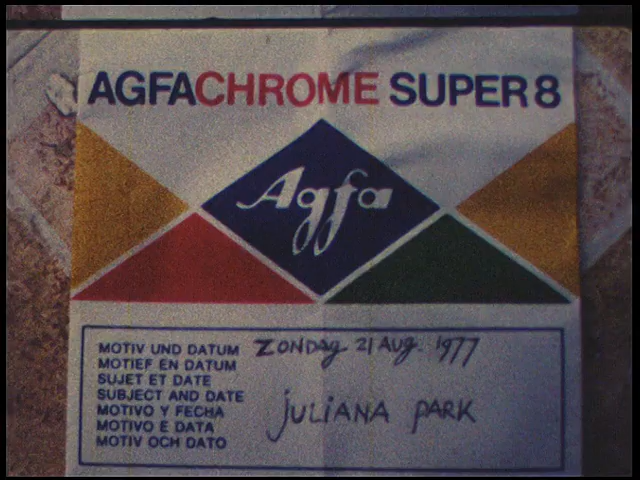 AGFACHROME SUPER 8
Agfa
MOTIV UND DATUM
MOTIEF EN DATUM
SUJET ET DATE
SUBJECT AND DATE
MOTIVO Y FECHA
MOTIVO E DATA
MOTIV OCH DATO
ZONDAG 21 AUG. 1977
JULIANA PARK